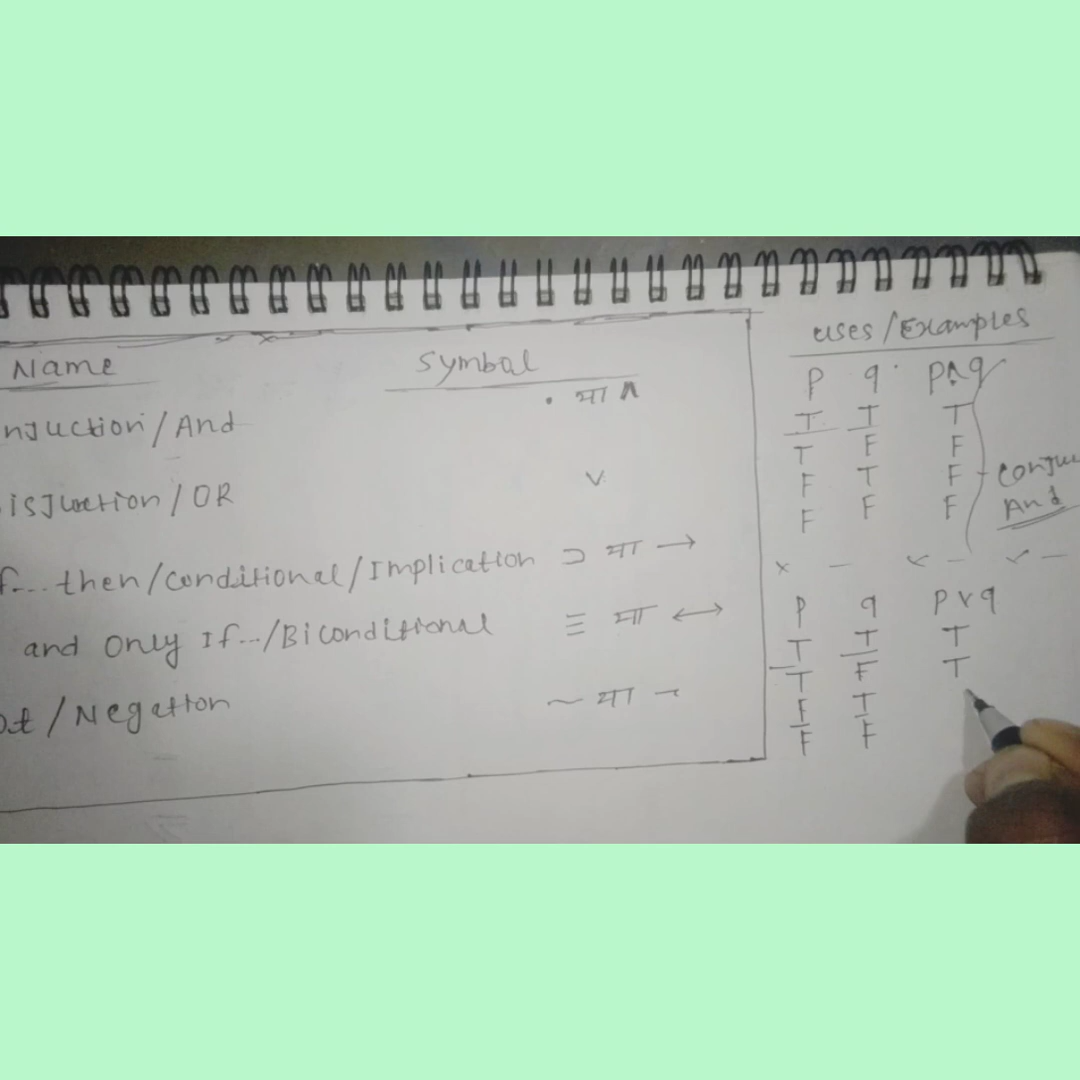 Name Symbol uses/Examples
njuction/And • या ∧
isjuction/OR ∨
f...then/conditional/Implication ⊃ या →
and Only If.../Biconditional ≡ या ↔
ot/Negation ~ या ¬
P q P∧q
T T T
T F F
F T F
F F F
Conju
And
P q P∨q
T T T
T F T
F T
F F